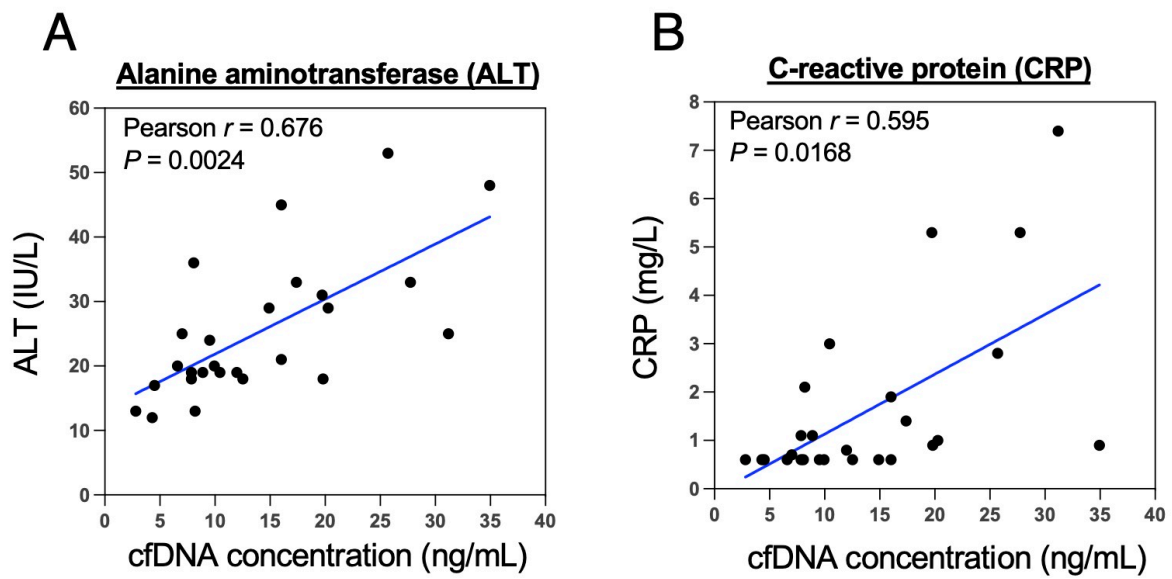 A
Alanine aminotransferase (ALT)
Pearson r = 0.676
P = 0.0024
60
50
40
30
20
10
0
ALT (IU/L)
0 5 10 15 20 25 30 35 40
cfDNA concentration (ng/mL)
B
C-reactive protein (CRP)
Pearson r = 0.595
P = 0.0168
8
7
6
5
4
3
2
1
0
CRP (mg/L)
0 5 10 15 20 25 30 35 40
cfDNA concentration (ng/mL)